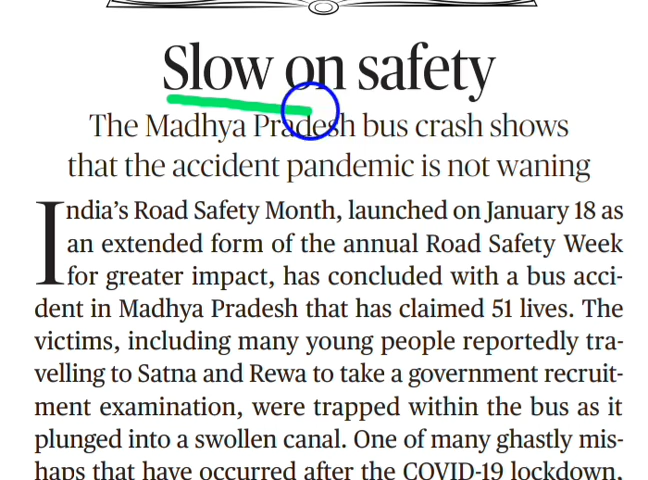 Slow on safety
The Madhya Pradesh bus crash shows
that the accident pandemic is not waning
India's Road Safety Month, launched on January 18 as
an extended form of the annual Road Safety Week
for greater impact, has concluded with a bus acci-
dent in Madhya Pradesh that has claimed 51 lives. The
victims, including many young people reportedly tra-
velling to Satna and Rewa to take a government recruit-
ment examination, were trapped within the bus as it
plunged into a swollen canal. One of many ghastly mis-
haps that have occurred after the COVID-19 lockdown,